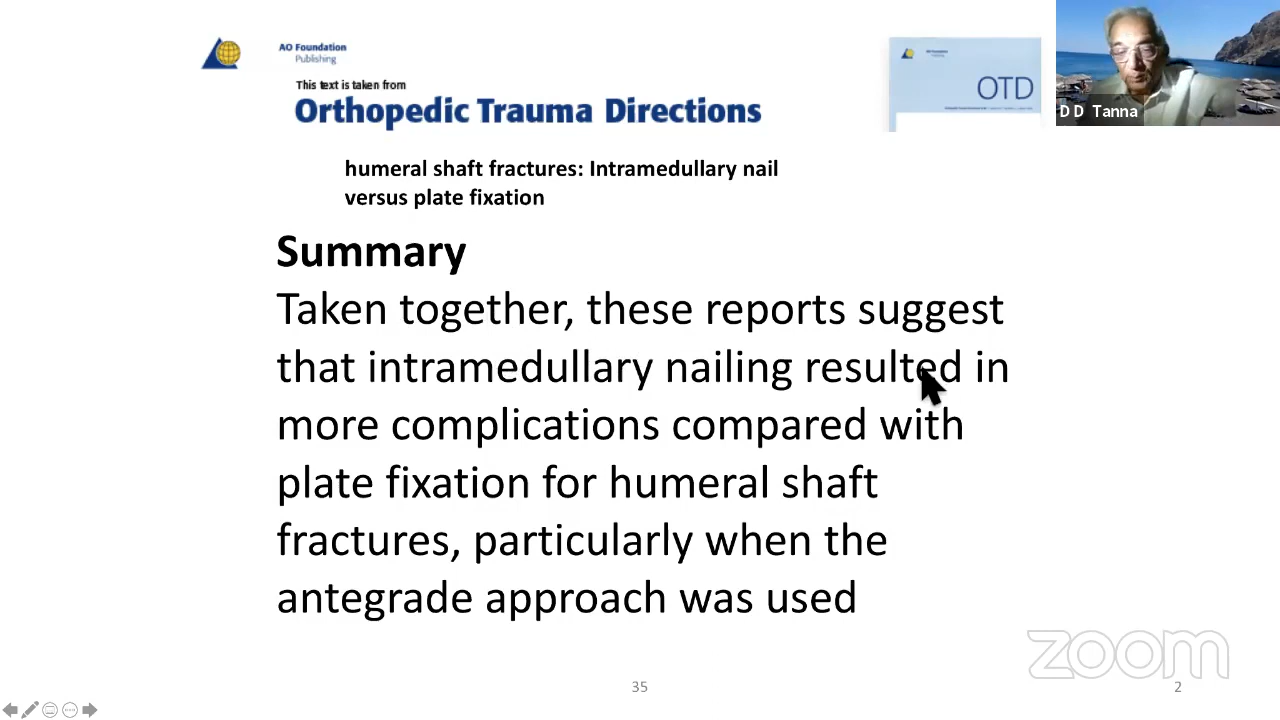 AO Foundation
Publishing
This text is taken from
Orthopedic Trauma Directions
AO Foundation
OTD
D D Tanna
humeral shaft fractures: Intramedullary nail
versus plate fixation
Summary
Taken together, these reports suggest
that intramedullary nailing resulted in
more complications compared with
plate fixation for humeral shaft
fractures, particularly when the
antegrade approach was used
zoom
35
2